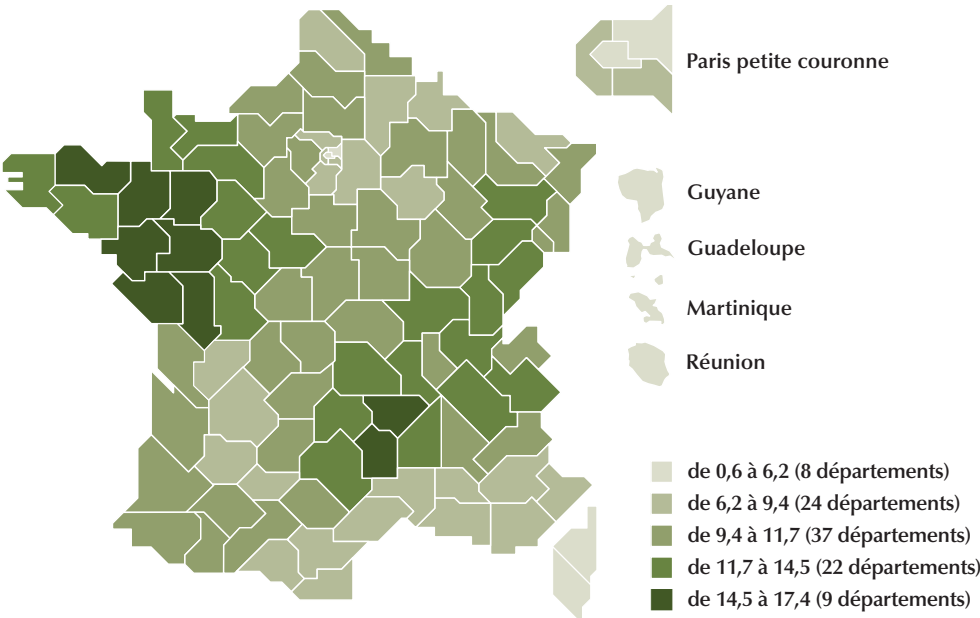 Paris petite couronne
Guyane
Guadeloupe
Martinique
Réunion
de 0,6 à 6,2 (8 départements)
de 6,2 à 9,4 (24 départements)
de 9,4 à 11,7 (37 départements)
de 11,7 à 14,5 (22 départements)
de 14,5 à 17,4 (9 départements)